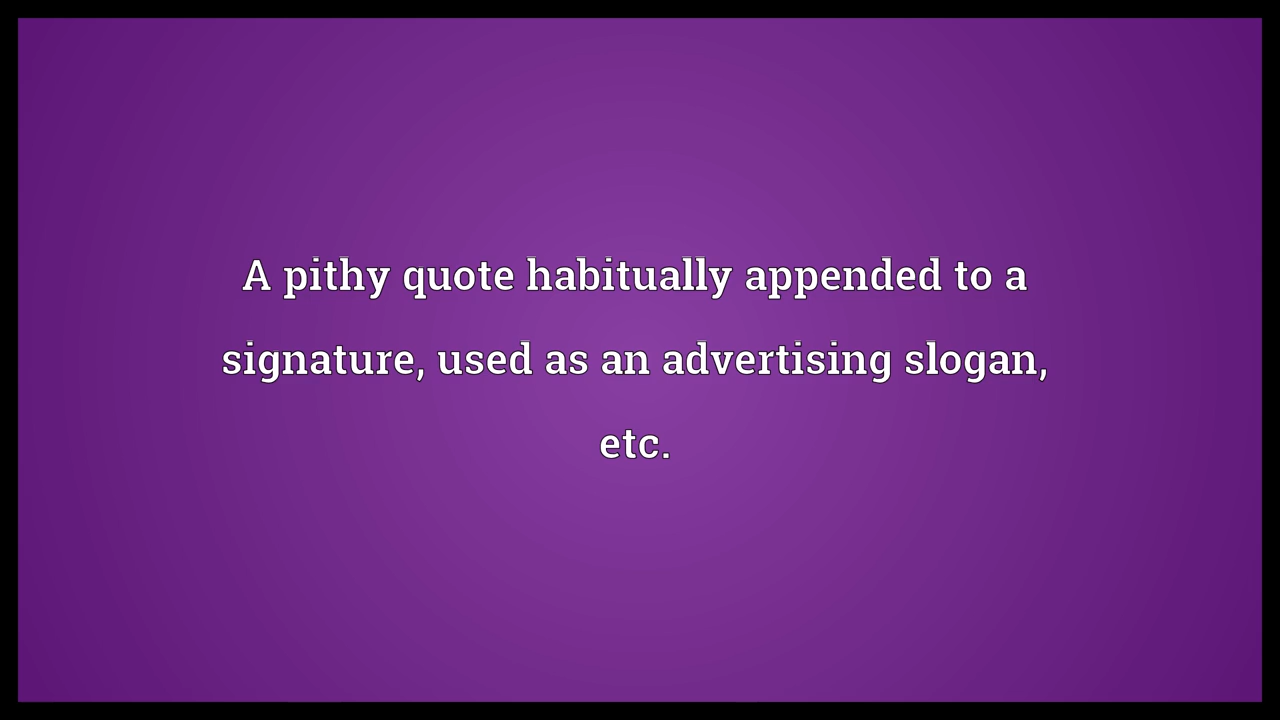 A pithy quote habitually appended to a
signature, used as an advertising slogan,
etc.